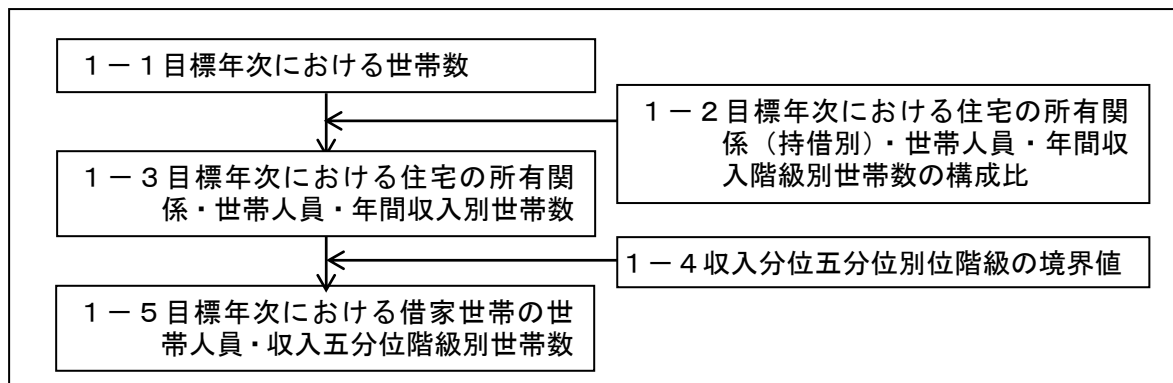 １－１目標年次における世帯数
１－２目標年次における住宅の所有関
係（持借別）・世帯人員・年間収
入階級別世帯数の構成比
１－３目標年次における住宅の所有関
係・世帯人員・年間収入別世帯数
１－４収入分位五分位別位階級の境界値
１－５目標年次における借家世帯の世
帯人員・収入五分位階級別世帯数